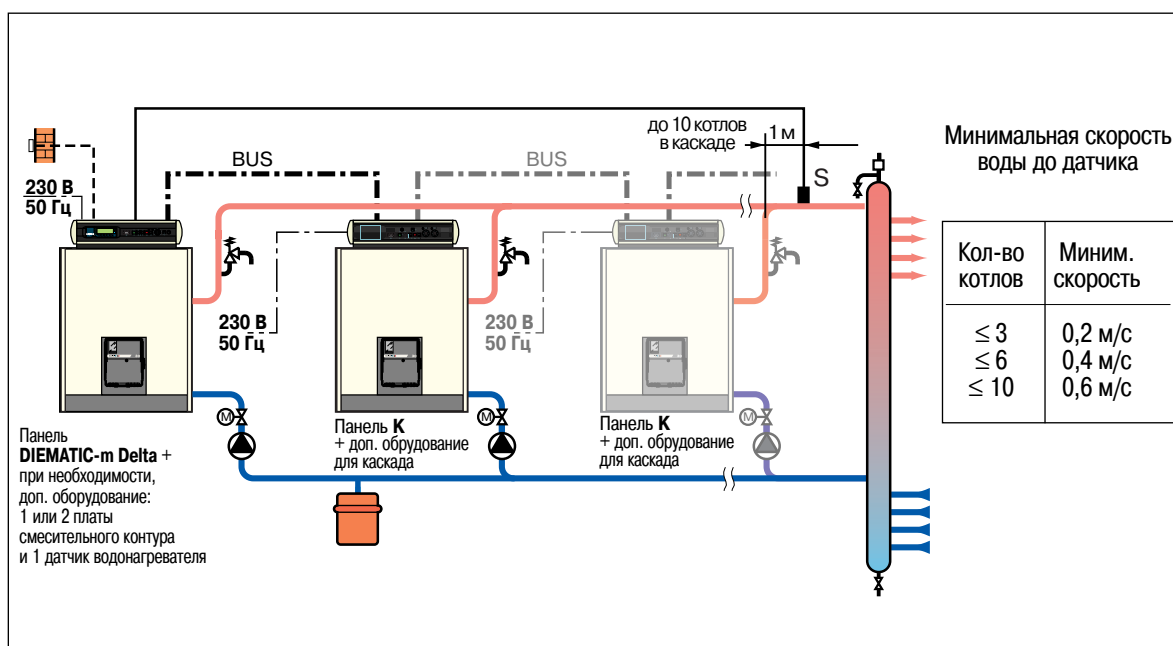 до 10 котлов
в каскаде
1 м
BUS
BUS
S
230 В
50 Гц
230 В
50 Гц
230 В
50 Гц
M
M
M
Панель
DIEMATIC-m Delta +
при необходимости,
доп. оборудование:
1 или 2 платы
смесительного контура
и 1 датчик водонагревателя
Панель K
+ доп. обрудование
для каскада
Панель K
+ доп. обрудование
для каскада
Минимальная скорость
воды до датчика
Кол-во котлов Миним. скорость
≤ 3 0,2 м/с
≤ 6 0,4 м/с
≤ 10 0,6 м/с